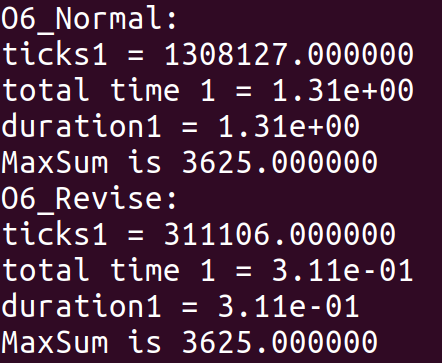 O6_Normal:
ticks1 = 1308127.000000
total time 1 = 1.31e+00
duration1 = 1.31e+00
MaxSum is 3625.000000
O6_Revise:
ticks1 = 311106.000000
total time 1 = 3.11e-01
duration1 = 3.11e-01
MaxSum is 3625.000000